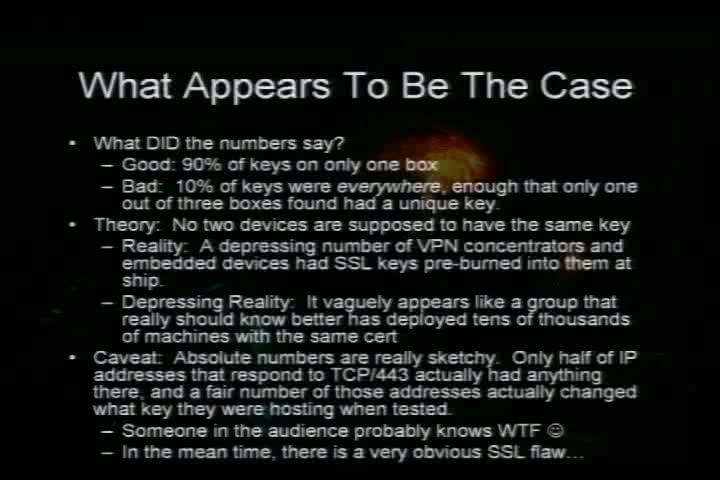 What Appears To Be The Case
• What DID the numbers say?
– Good: 90% of keys on only one box
– Bad: 10% of keys were everywhere, enough that only one
out of three boxes found had a unique key.
• Theory: No two devices are supposed to have the same key
– Reality: A depressing number of VPN concentrators and
embedded devices had SSL keys pre-burned into them at
ship.
– Depressing Reality: It vaguely appears like a group that
really should know better has deployed tens of thousands
of machines with the same cert
• Caveat: Absolute numbers are really sketchy. Only half of IP
addresses that respond to TCP/443 actually had anything
there, and a fair number of those addresses actually changed
what key they were hosting when tested.
– Someone in the audience probably knows WTF ☺
– In the mean time, there is a very obvious SSL flaw…